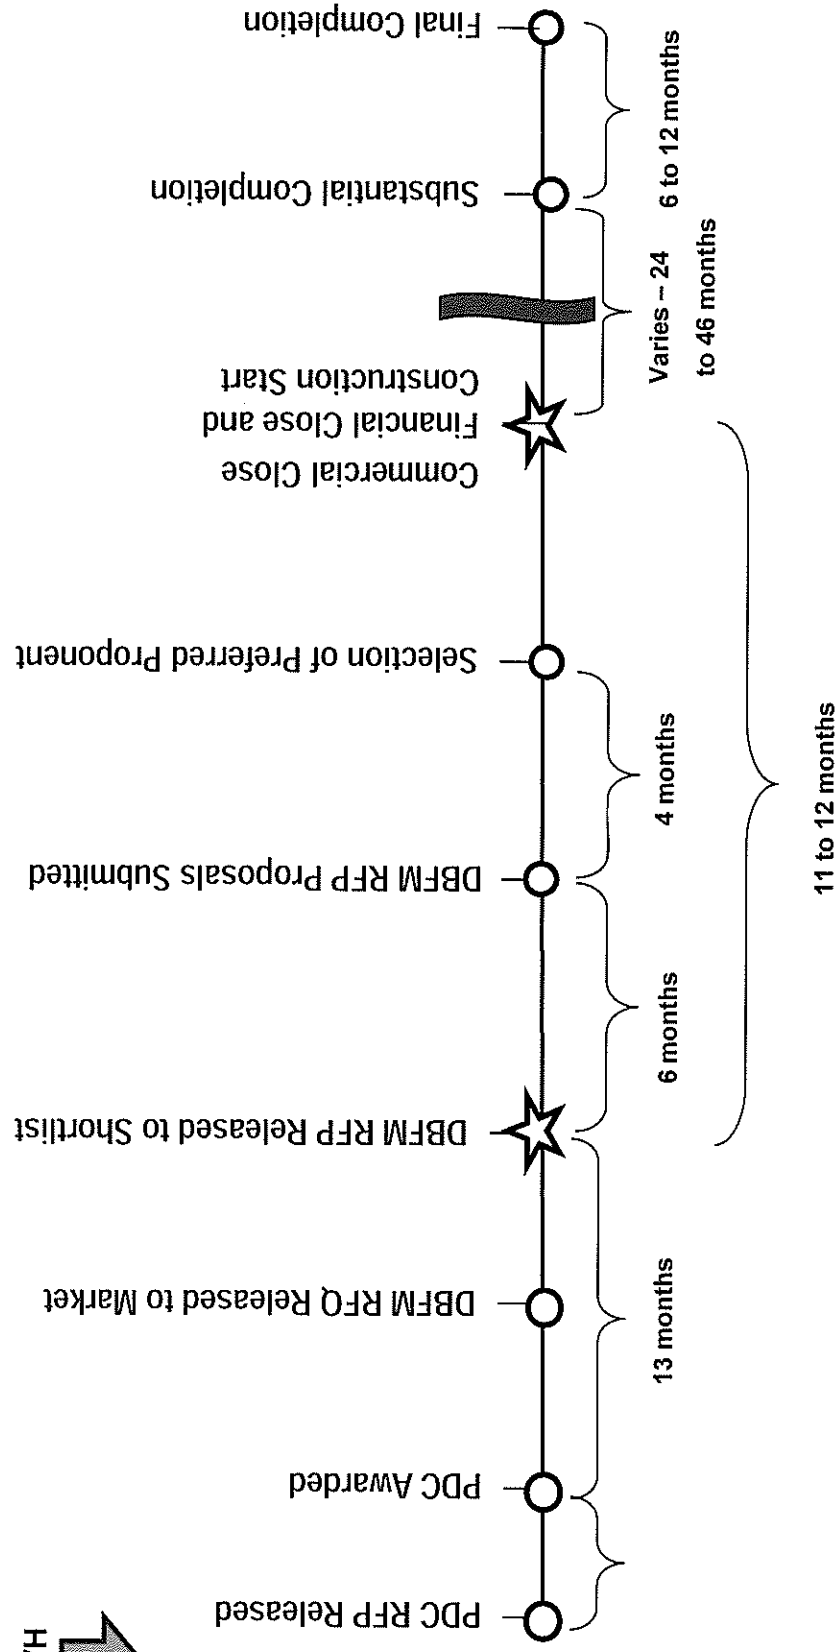 PDC RFP Released
PDC Awarded
DBFM RFQ Released to Market
DBFM RFP Released to Shortlist
DBFM RFP Proposals Submitted
Selection of Preferred Proponent
Commercial Close
Financial Close and
Construction Start
Substantial Completion
Final Completion
13 months
6 months
4 months
11 to 12 months
Varies – 24
to 46 months
6 to 12 months